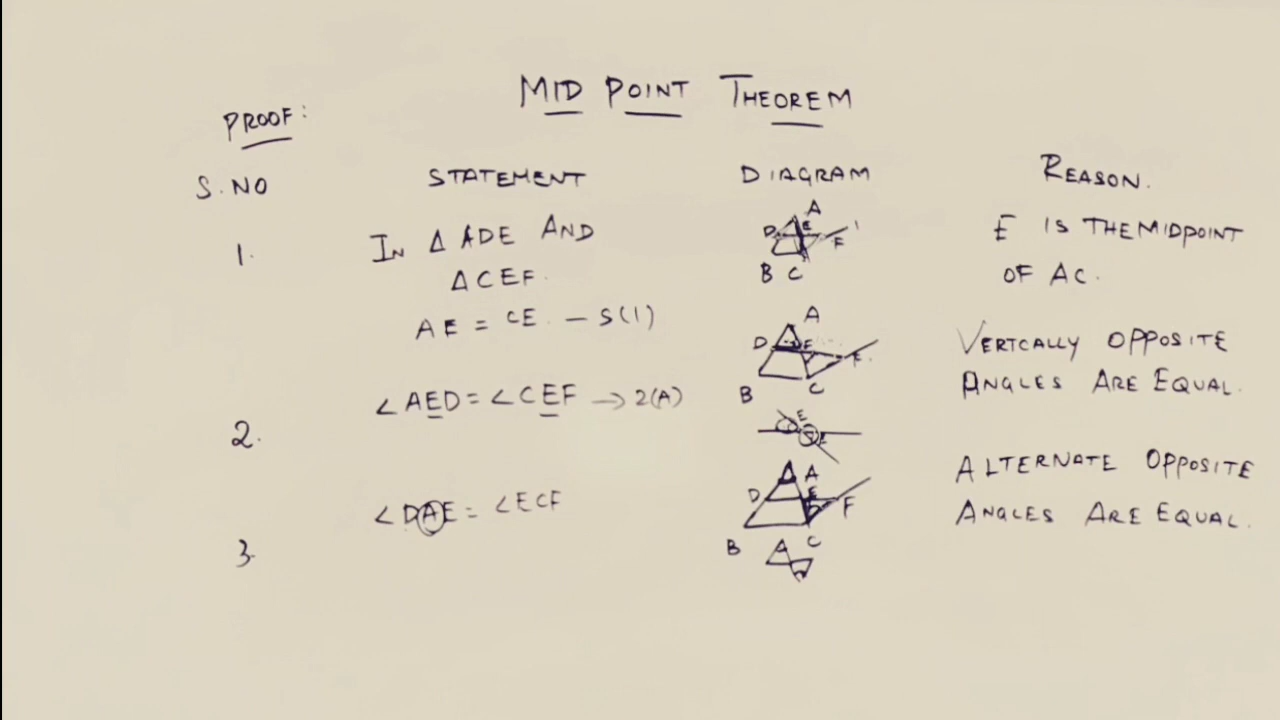 MID POINT THEOREM
PROOF:
S.NO STATEMENT DIAGRAM REASON.
1. IN Δ ADE AND
Δ CEF.
AE = CE. – S(1)
A
D E F
B C
E IS THE MIDPOINT
OF AC.
2. ∠AED = ∠CEF → 2(A)
A
D E F
B C
E
VERTCALLY OPPOSITE
ANGLES ARE EQUAL.
3. ∠DAE = ∠ECF
A
D E F
B C
ALTERNATE OPPOSITE
ANGLES ARE EQUAL.